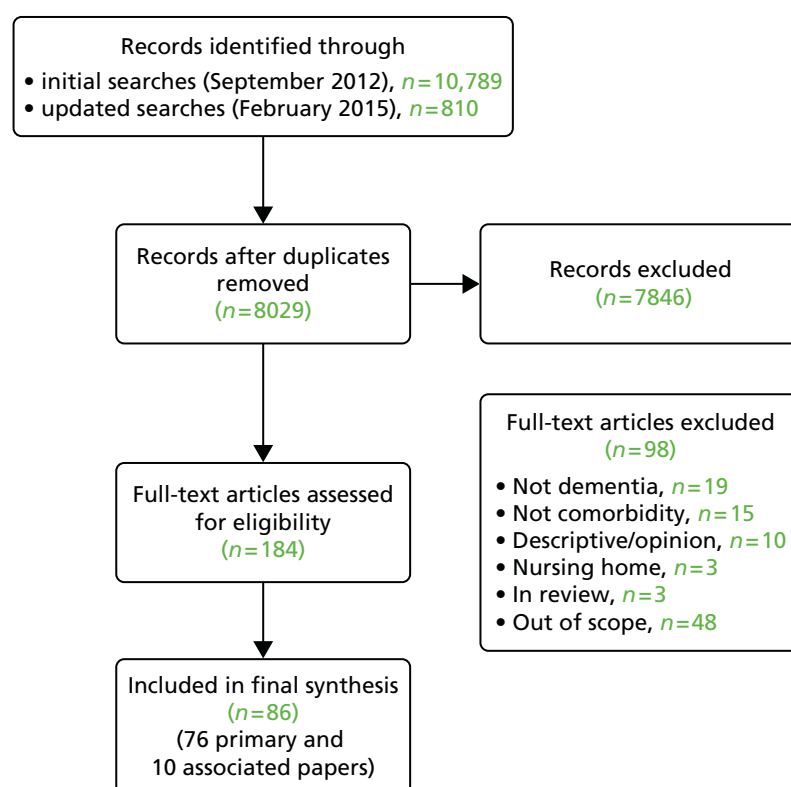 Records identified through
• initial searches (September 2012), n=10,789
• updated searches (February 2015), n=810
Records after duplicates
removed
(n=8029)
Records excluded
(n=7846)
Full-text articles assessed
for eligibility
(n=184)
Full-text articles excluded
(n=98)
• Not dementia, n=19
• Not comorbidity, n=15
• Descriptive/opinion, n=10
• Nursing home, n=3
• In review, n=3
• Out of scope, n=48
Included in final synthesis
(n=86)
(76 primary and
10 associated papers)